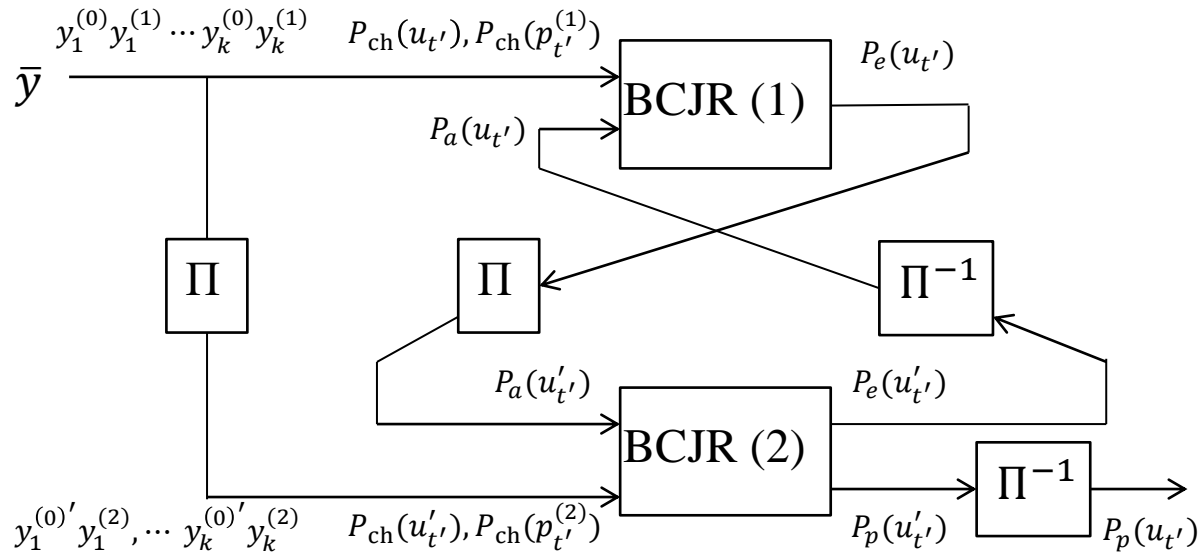 y_1^{(0)} y_1^{(1)} ⋯ y_k^{(0)} y_k^{(1)}
P_ch(u_{t′}), P_ch(p_{t′}^{(1)})
P_e(u_{t′})
ȳ
BCJR (1)
P_a(u_{t′})
Π
Π
Π^{−1}
P_a(u′_{t′})
P_e(u′_{t′})
BCJR (2)
Π^{−1}
y_1^{(0)′} y_1^{(2)}, ⋯ y_k^{(0)′} y_k^{(2)}
P_ch(u′_{t′}), P_ch(p_{t′}^{(2)})
P_p(u′_{t′})
P_p(u_{t′})